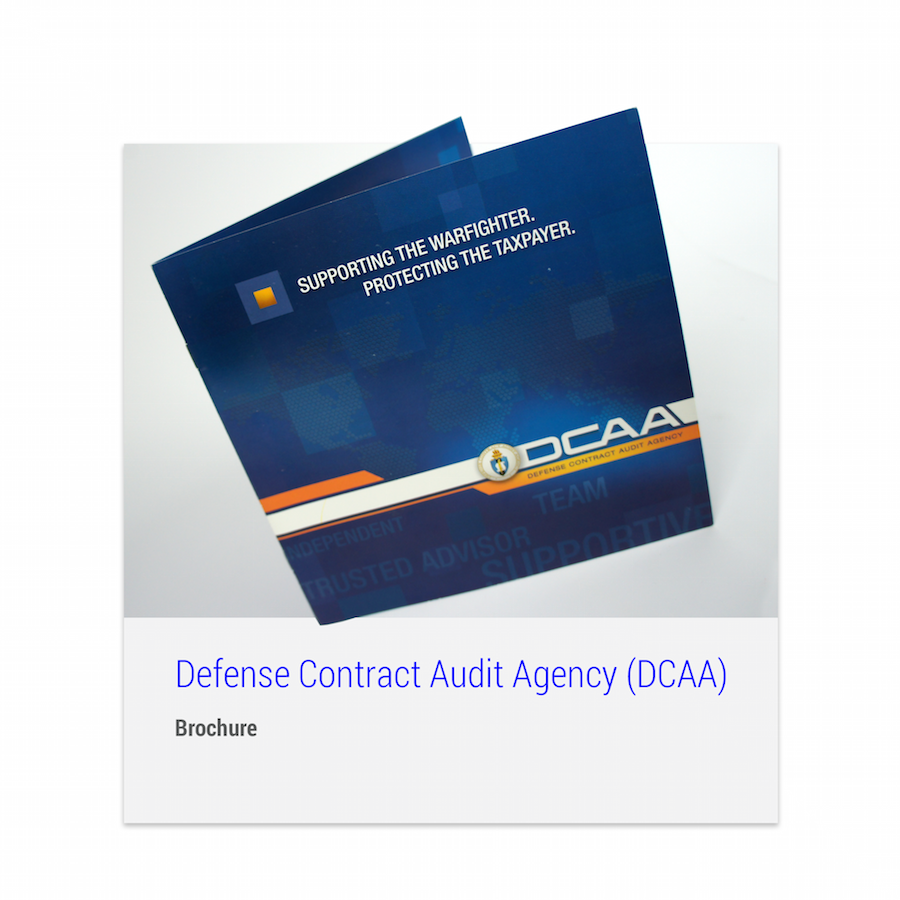 SUPPORTING THE WARFIGHTER.
PROTECTING THE TAXPAYER.
DCAA
DEFENSE CONTRACT AUDIT AGENCY
TEAM
INDEPENDENT
TRUSTED ADVISOR
SUPPORTIVE
Defense Contract Audit Agency (DCAA)
Brochure